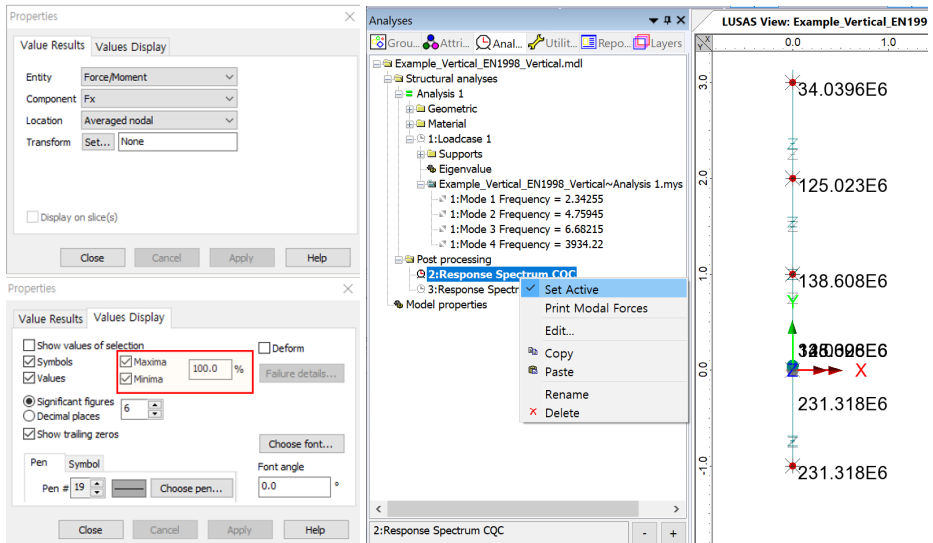 Properties
Value Results Values Display
Entity Force/Moment
Component Fx
Location Averaged nodal
Transform Set... None
Display on slice(s)
Close Cancel Apply Help
Properties
Value Results Values Display
Show values of selection
Symbols Maxima 100.0 % Deform
Values Minima Failure details...
Significant figures 6
Decimal places
Show trailing zeros
Choose font...
Pen Symbol Font angle
Pen # 19 Choose pen... 0.0 °
Close Cancel Apply Help
Analyses
Grou... Attri... Anal... Utilit... Repo... Layers
Example_Vertical_EN1998_Vertical.mdl
Structural analyses
Analysis 1
Geometric
Material
1:Loadcase 1
Supports
Eigenvalue
Example_Vertical_EN1998_Vertical~Analysis 1.mys
1:Mode 1 Frequency = 2.34255
1:Mode 2 Frequency = 4.75945
1:Mode 3 Frequency = 6.68215
1:Mode 4 Frequency = 3934.22
Post processing
2:Response Spectrum CQC
3:Response Spectr
Model properties
Set Active
Print Modal Forces
Edit...
Copy
Paste
Rename
Delete
2:Response Spectrum CQC - +
LUSAS View: Example_Vertical_EN199
X
Y
0.0 1.0
3.0
34.0396E6
2.0
125.023E6
1.0
138.608E6
Y
0.0
Z X
231.318E6
Z
-1.0
231.318E6